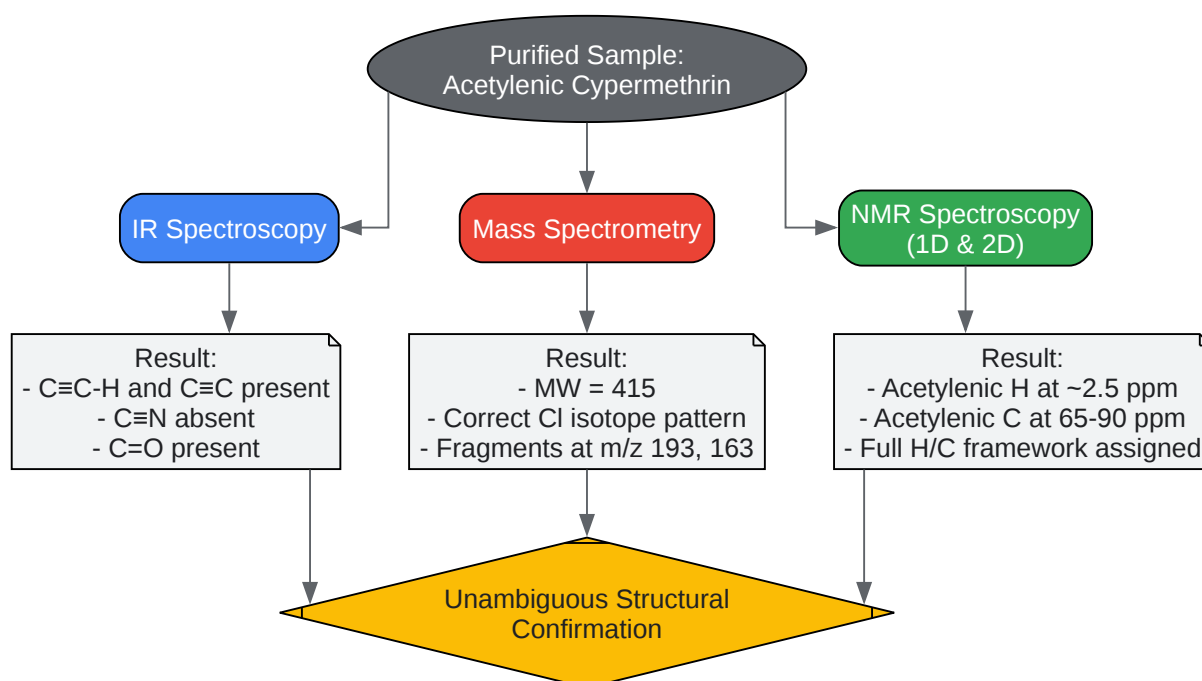 Purified Sample:
Acetylenic Cypermethrin
IR Spectroscopy
Mass Spectrometry
NMR Spectroscopy
(1D & 2D)
Result:
- C≡C-H and C≡C present
- C≡N absent
- C=O present
Result:
- MW = 415
- Correct Cl isotope pattern
- Fragments at m/z 193, 163
Result:
- Acetylenic H at ~2.5 ppm
- Acetylenic C at 65-90 ppm
- Full H/C framework assigned
Unambiguous Structural
Confirmation